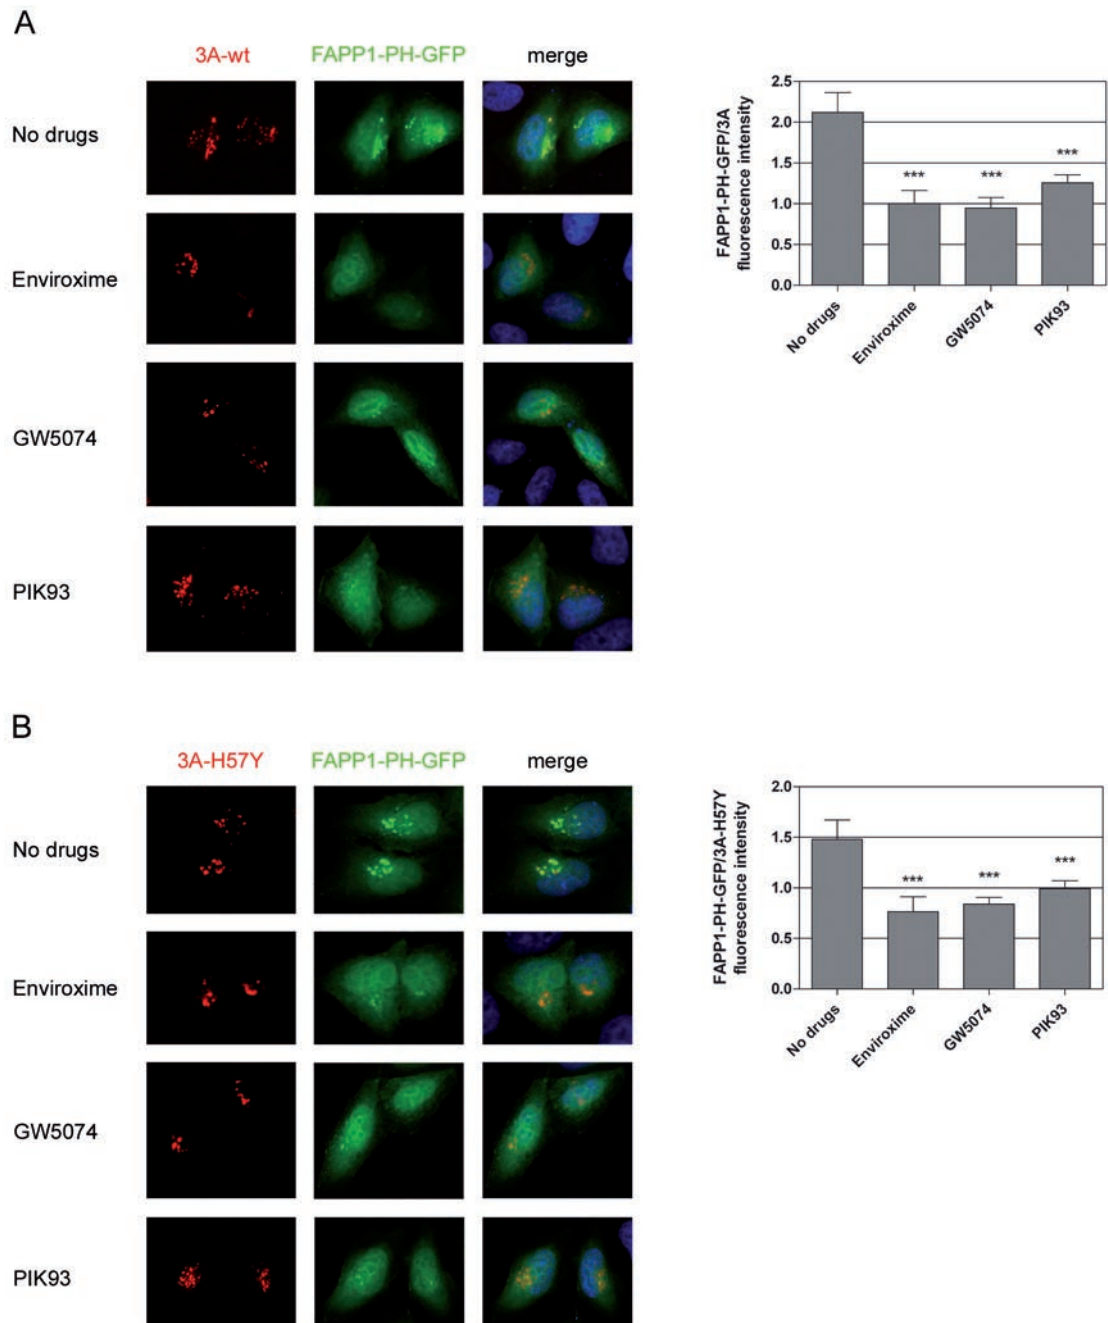 A
3A-wt FAPP1-PH-GFP merge
No drugs
Enviroxime
GW5074
PIK93
FAPP1-PH-GFP/3A
fluorescence intensity
2.5
2.0
1.5
1.0
0.5
0.0
*** *** ***
No drugs Enviroxime GW5074 PIK93
B
3A-H57Y FAPP1-PH-GFP merge
No drugs
Enviroxime
GW5074
PIK93
FAPP1-PH-GFP/3A-H57Y
fluorescence intensity
2.0
1.5
1.0
0.5
0.0
*** *** ***
No drugs Enviroxime GW5074 PIK93